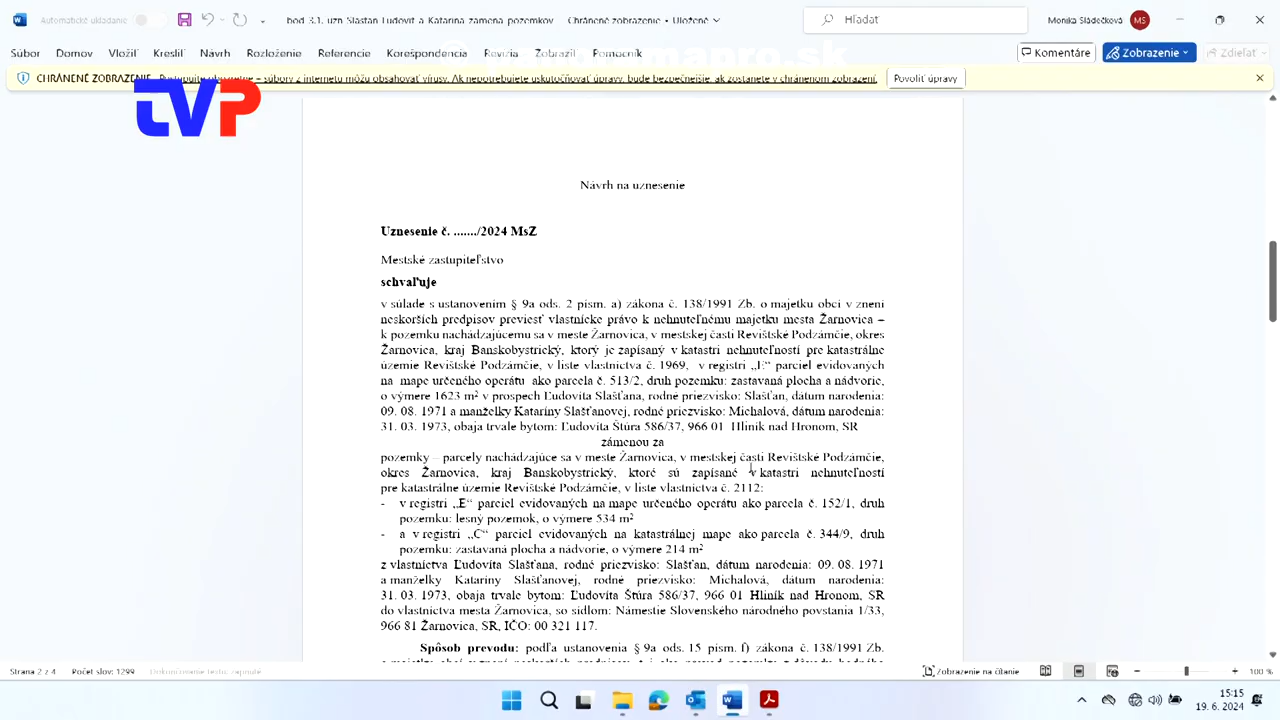 Automatické ukladanie
bod 3.1. uzn Slastan Ludovit a Katarina zamena pozemkov - Chránené zobrazenie • Uložené
Hľadať
Monika Sládečková MS
Súbor Domov Vložiť Kresliť Návrh Rozloženie Referencie Korešpondencia Revízia Zobraziť Pomocník
Komentáre Zobrazenie Zdieľať
CHRÁNENÉ ZOBRAZENIE Postupujte obozretne – súbory z internetu môžu obsahovať vírusy. Ak nepotrebujete uskutočňovať úpravy, bude bezpečnejšie, ak zostanete v chránenom zobrazení. Povoliť úpravy
tVP
Návrh na uznesenie
Uznesenie č. ......./2024 MsZ
Mestské zastupiteľstvo
schvaľuje
v súlade s ustanovením § 9a ods. 2 písm. a) zákona č. 138/1991 Zb. o majetku obcí v znení
neskorších predpisov previesť vlastnícke právo k nehnuteľnému majetku mesta Žarnovica –
k pozemku nachádzajúcemu sa v meste Žarnovica, v mestskej časti Revištské Podzámčie, okres
Žarnovica, kraj Banskobystrický, ktorý je zapísaný v katastri nehnuteľností pre katastrálne
územie Revištské Podzámčie, v liste vlastníctva č. 1969, v registri „E“ parciel evidovaných
na mape určeného operátu ako parcela č. 513/2, druh pozemku: zastavaná plocha a nádvorie,
o výmere 1623 m² v prospech Ľudovíta Slašťana, rodné priezvisko: Slašťan, dátum narodenia:
09. 08. 1971 a manželky Kataríny Slašťanovej, rodné priezvisko: Michalová, dátum narodenia:
31. 03. 1973, obaja trvale bytom: Ľudovíta Štúra 586/37, 966 01 Hliník nad Hronom, SR
zámenou za
pozemky – parcely nachádzajúce sa v meste Žarnovica, v mestskej časti Revištské Podzámčie,
okres Žarnovica, kraj Banskobystrický, ktoré sú zapísané v katastri nehnuteľností
pre katastrálne územie Revištské Podzámčie, v liste vlastníctva č. 2112:
- v registri „E“ parciel evidovaných na mape určeného operátu ako parcela č. 152/1, druh
pozemku: lesný pozemok, o výmere 534 m²
- a v registri „C“ parciel evidovaných na katastrálnej mape ako parcela č. 344/9, druh
pozemku: zastavaná plocha a nádvorie, o výmere 214 m²
z vlastníctva Ľudovíta Slašťana, rodné priezvisko: Slašťan, dátum narodenia: 09. 08. 1971
a manželky Kataríny Slašťanovej, rodné priezvisko: Michalová, dátum narodenia:
31. 03. 1973, obaja trvale bytom: Ľudovíta Štúra 586/37, 966 01 Hliník nad Hronom, SR
do vlastníctva mesta Žarnovica, so sídlom: Námestie Slovenského národného povstania 1/33,
966 81 Žarnovica, SR, IČO: 00 321 117.
Spôsob prevodu: podľa ustanovenia § 9a ods. 15 písm. f) zákona č. 138/1991 Zb.
Strana 2 z 4 Počet slov: 1299
Zobrazenie na čítanie 100 %
15:15
19. 6. 2024